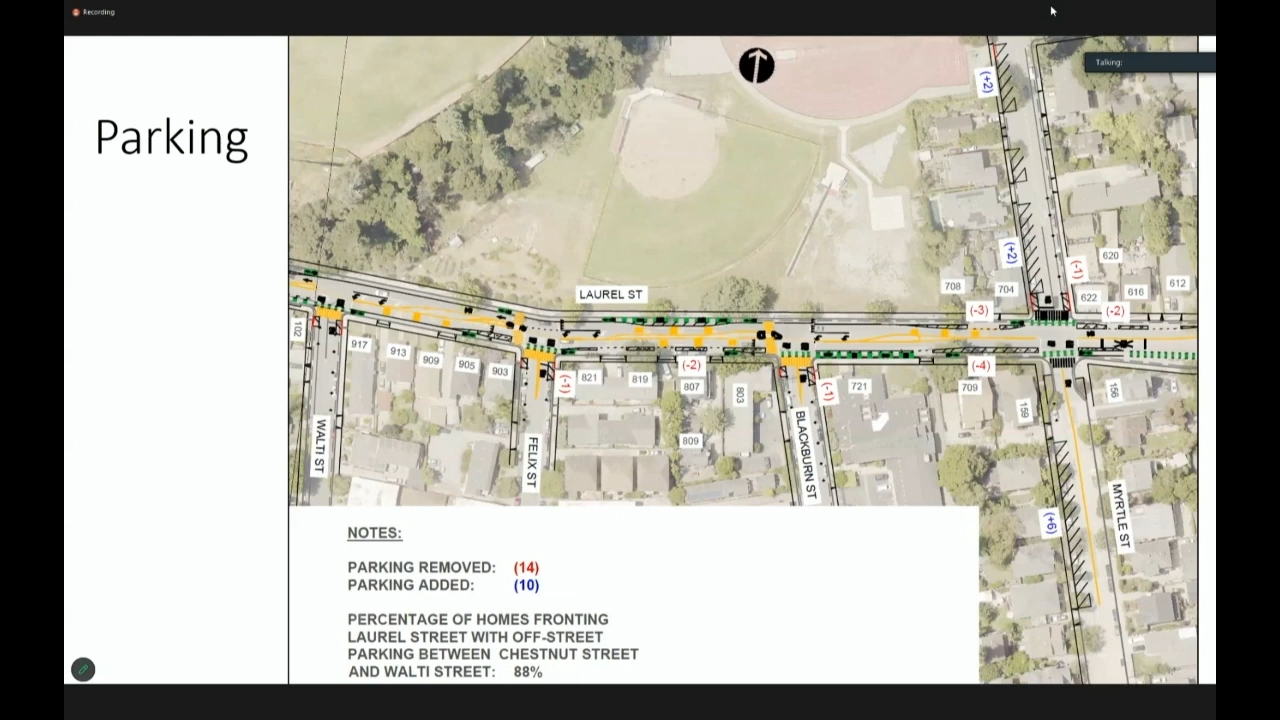 Recording
Talking:
Parking
(+2)
(+2)
620
(-1)
708
704
622
616
612
LAUREL ST
(-3)
(-2)
102
917
913
909
905
903
(-1)
821
819
(-2)
807
803
(-1)
721
(-4)
709
159
156
809
WALTI ST
FELIX ST
BLACKBURN ST
MYRTLE ST
(+6)
NOTES:
PARKING REMOVED: (14)
PARKING ADDED: (10)
PERCENTAGE OF HOMES FRONTING
LAUREL STREET WITH OFF-STREET
PARKING BETWEEN CHESTNUT STREET
AND WALTI STREET: 88%